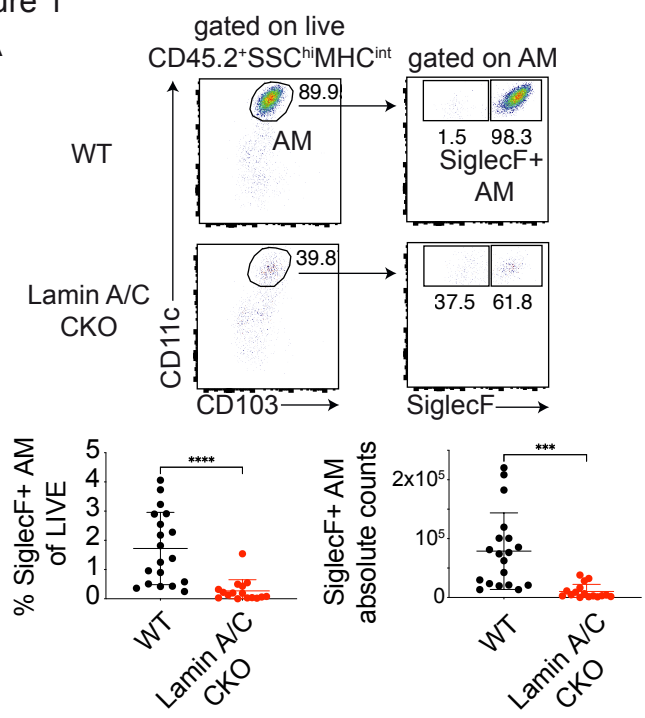 ure 1
gated on live
CD45.2⁺SSCʰⁱMHCⁱⁿᵗ
gated on AM
WT
89.9
AM
1.5 98.3
SiglecF+
AM
Lamin A/C
CKO
39.8
37.5 61.8
CD11c
CD103
SiglecF
% SiglecF+ AM
of LIVE
5
4
3
2
1
0
****
WT
Lamin A/C
CKO
SiglecF+ AM
absolute counts
2x10⁵
10⁵
0
***
WT
Lamin A/C
CKO